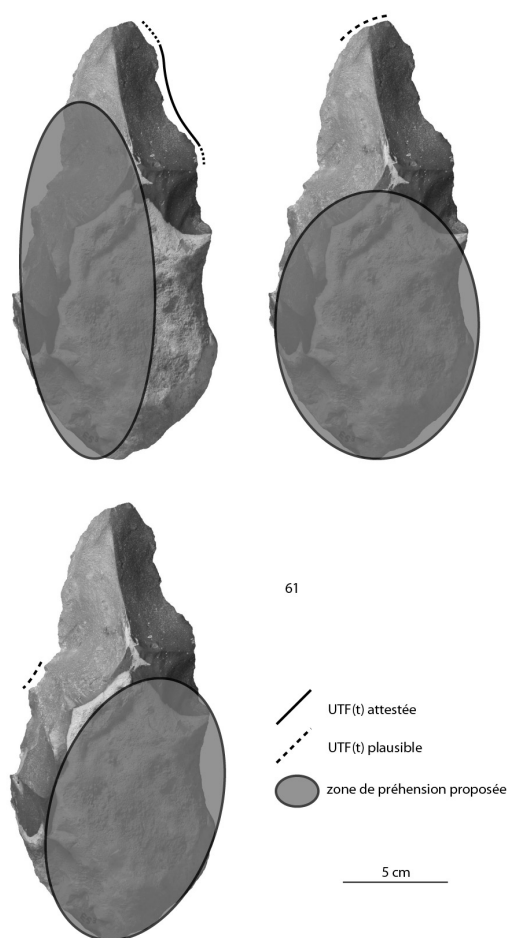 61
UTF(t) attestée
UTF(t) plausible
zone de préhension proposée
5 cm